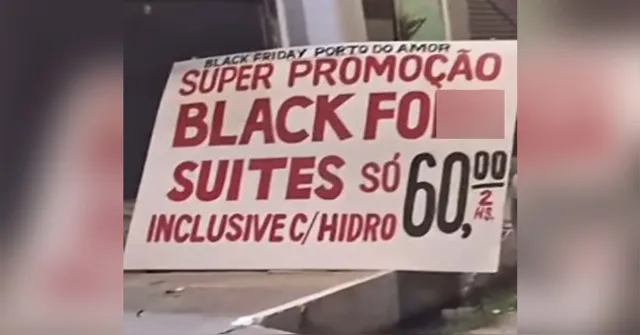 BLACK FRIDAY PORTO DO AMOR
SUPER PROMOÇÃO
BLACK FO
SUITES SÓ 60,00
2 HS.
INCLUSIVE C/HIDRO